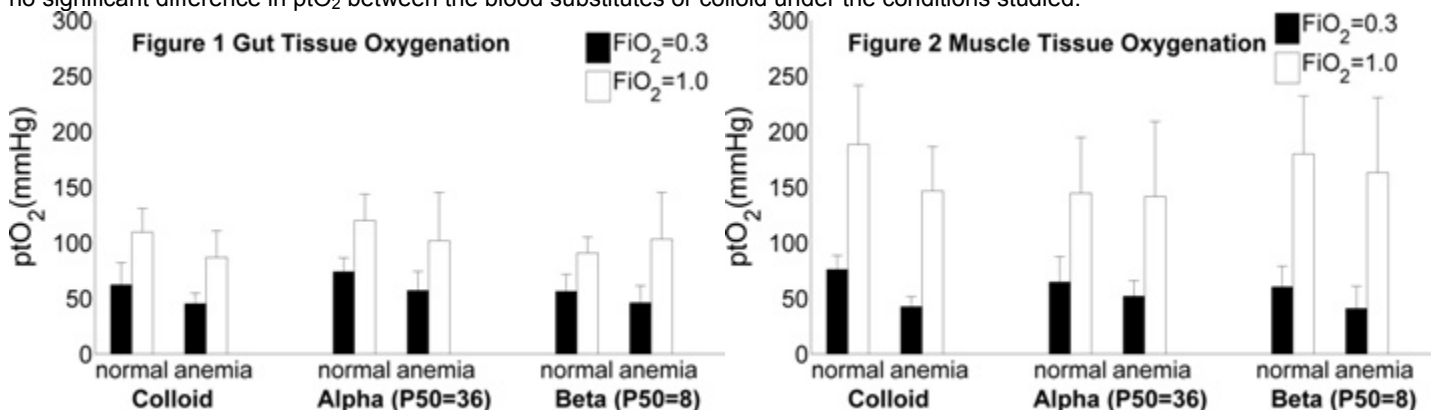 no significant difference in ptO₂ between the blood substitutes or colloid under the conditions studied.
Figure 1 Gut Tissue Oxygenation
FiO₂=0.3
FiO₂=1.0
ptO₂(mmHg)
300
250
200
150
100
50
0
normal anemia normal anemia normal anemia
Colloid Alpha (P50=36) Beta (P50=8)
Figure 2 Muscle Tissue Oxygenation
FiO₂=0.3
FiO₂=1.0
ptO₂(mmHg)
300
250
200
150
100
50
0
normal anemia normal anemia normal anemia
Colloid Alpha (P50=36) Beta (P50=8)